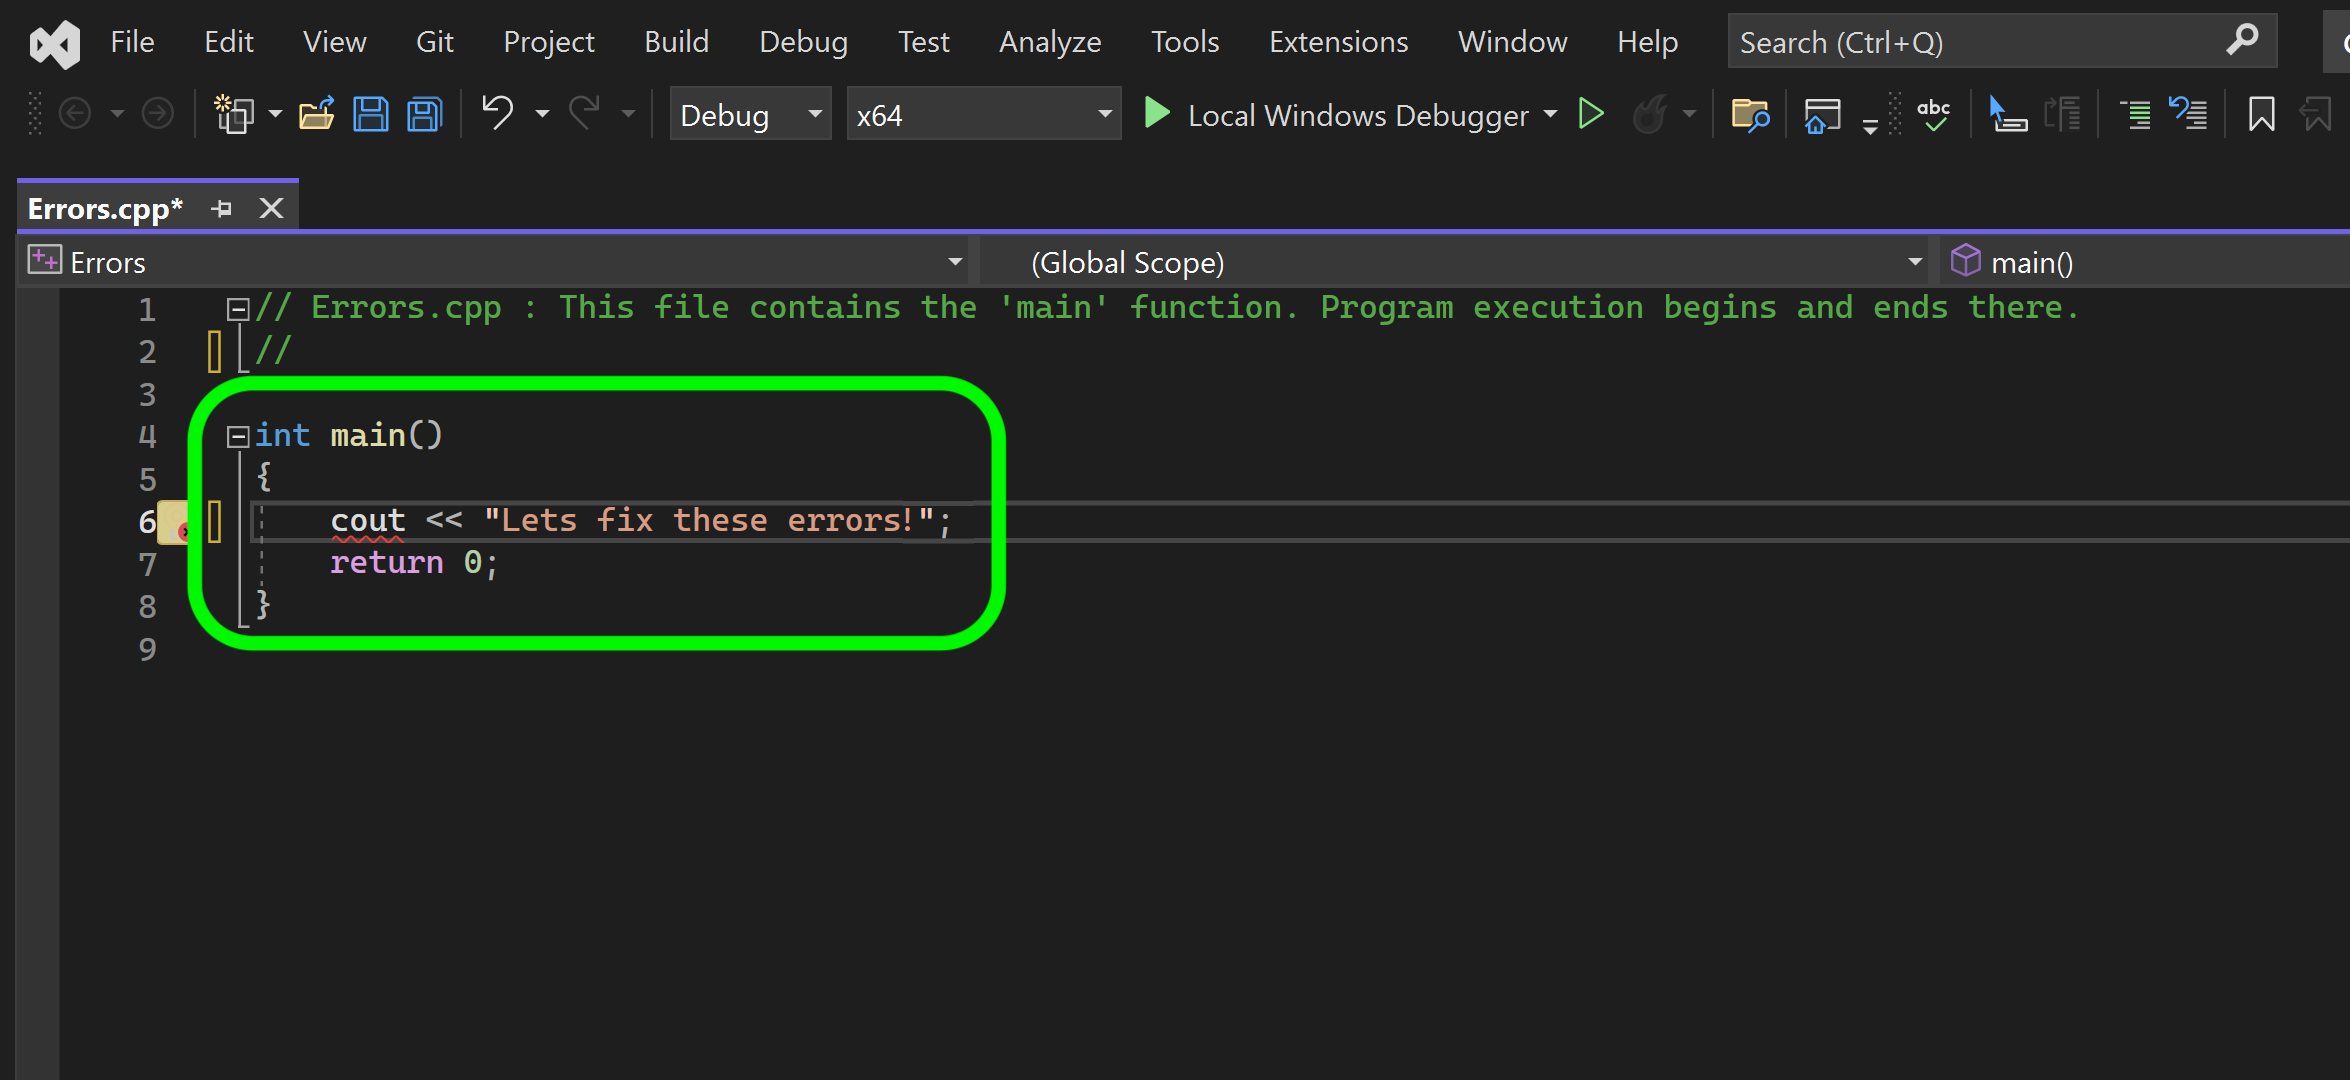 File Edit View Git Project Build Debug Test Analyze Tools Extensions Window Help Search (Ctrl+Q)
Debug x64 Local Windows Debugger abc
Errors.cpp*
Errors (Global Scope) main()
1 // Errors.cpp : This file contains the 'main' function. Program execution begins and ends there.
2 //
3
4 int main()
5 {
6 cout << "Lets fix these errors!";
7 return 0;
8 }
9